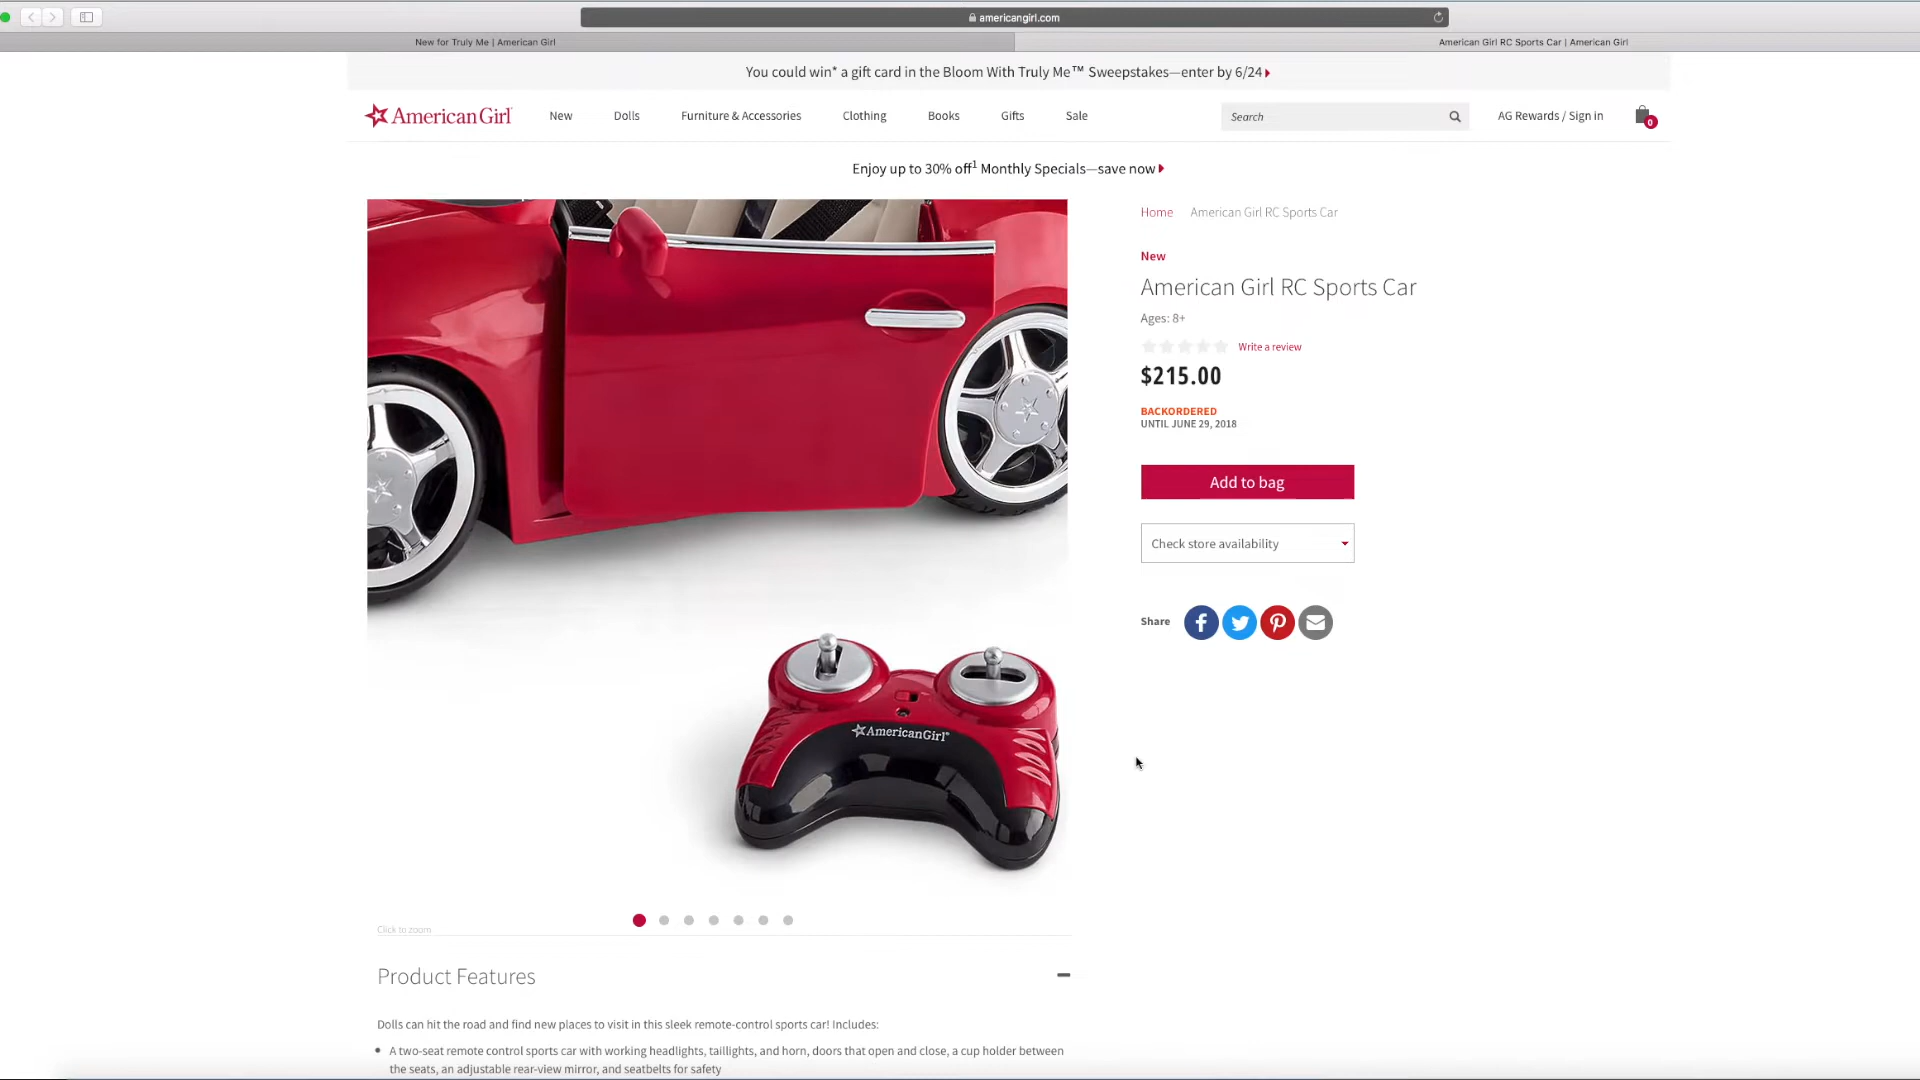 americangirl.com
New for Truly Me | American Girl
American Girl RC Sports Car | American Girl
You could win* a gift card in the Bloom With Truly Me™ Sweepstakes—enter by 6/24
American Girl
New
Dolls
Furniture & Accessories
Clothing
Books
Gifts
Sale
Search
AG Rewards / Sign in
0
Enjoy up to 30% off¹ Monthly Specials—save now
Home American Girl RC Sports Car
New
American Girl RC Sports Car
Ages: 8+
Write a review
$215.00
BACKORDERED
UNTIL JUNE 29, 2018
Add to bag
Check store availability
Share
AmericanGirl®
Click to zoom
Product Features
Dolls can hit the road and find new places to visit in this sleek remote-control sports car! Includes:
• A two-seat remote control sports car with working headlights, taillights, and horn, doors that open and close, a cup holder between
the seats, an adjustable rear-view mirror, and seatbelts for safety